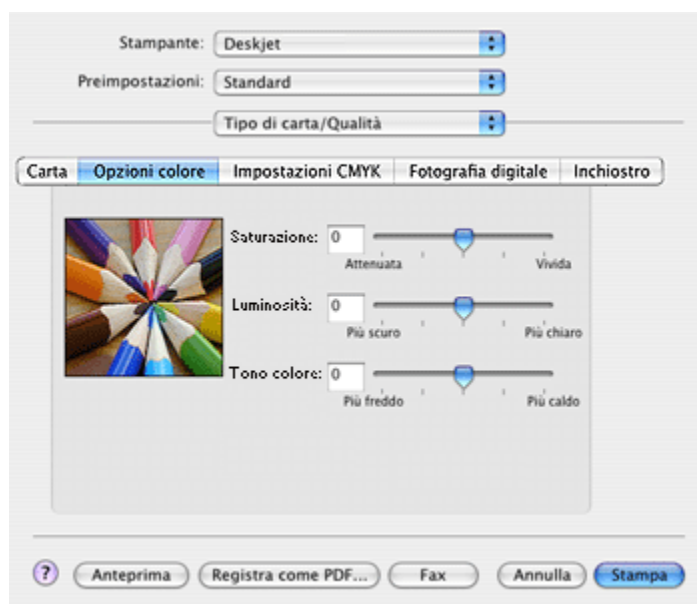 Stampante: Deskjet
Preimpostazioni: Standard
Tipo di carta/Qualità
Carta Opzioni colore Impostazioni CMYK Fotografia digitale Inchiostro
Saturazione: 0
Attenuata Vivida
Luminosità: 0
Più scuro Più chiaro
Tono colore: 0
Più freddo Più caldo
? Anteprima Registra come PDF... Fax Annulla Stampa